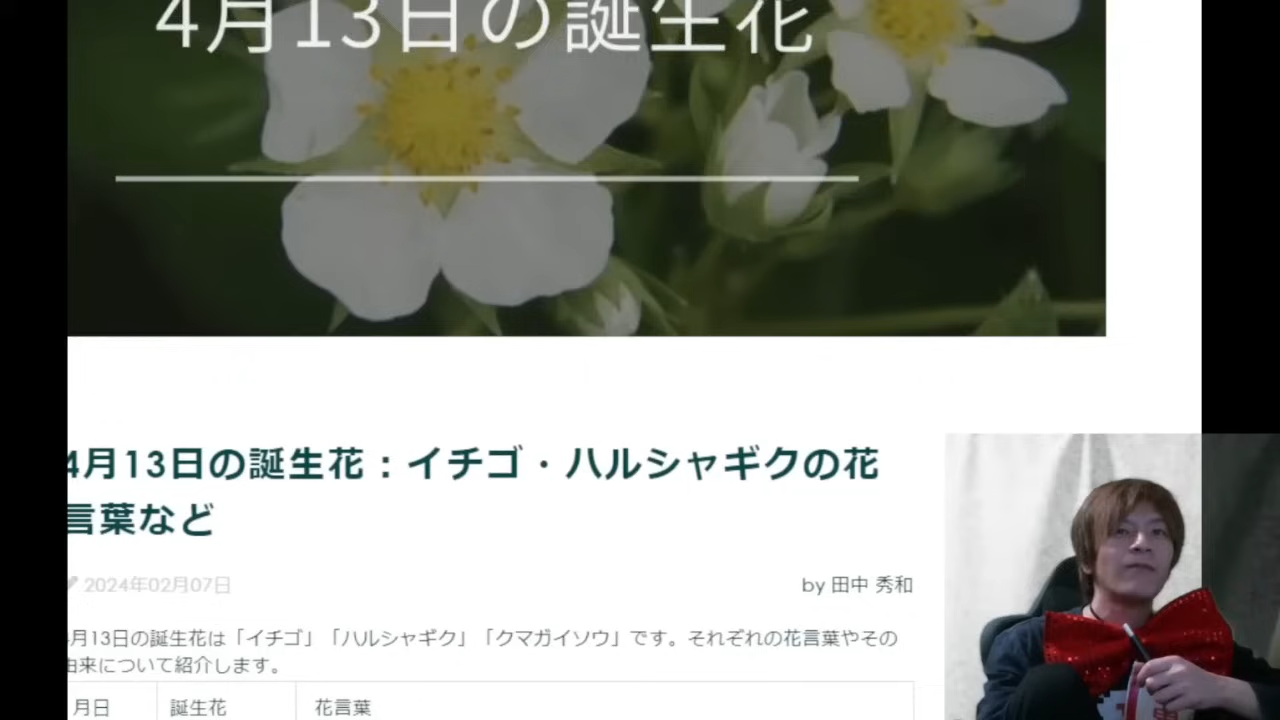 4月13日の誕生花
4月13日の誕生花：イチゴ・ハルシャギクの花
言葉など
2024年02月07日
by 田中 秀和
4月13日の誕生花は「イチゴ」「ハルシャギク」「クマガイソウ」です。それぞれの花言葉やその
由来について紹介します。
月日 誕生花 花言葉